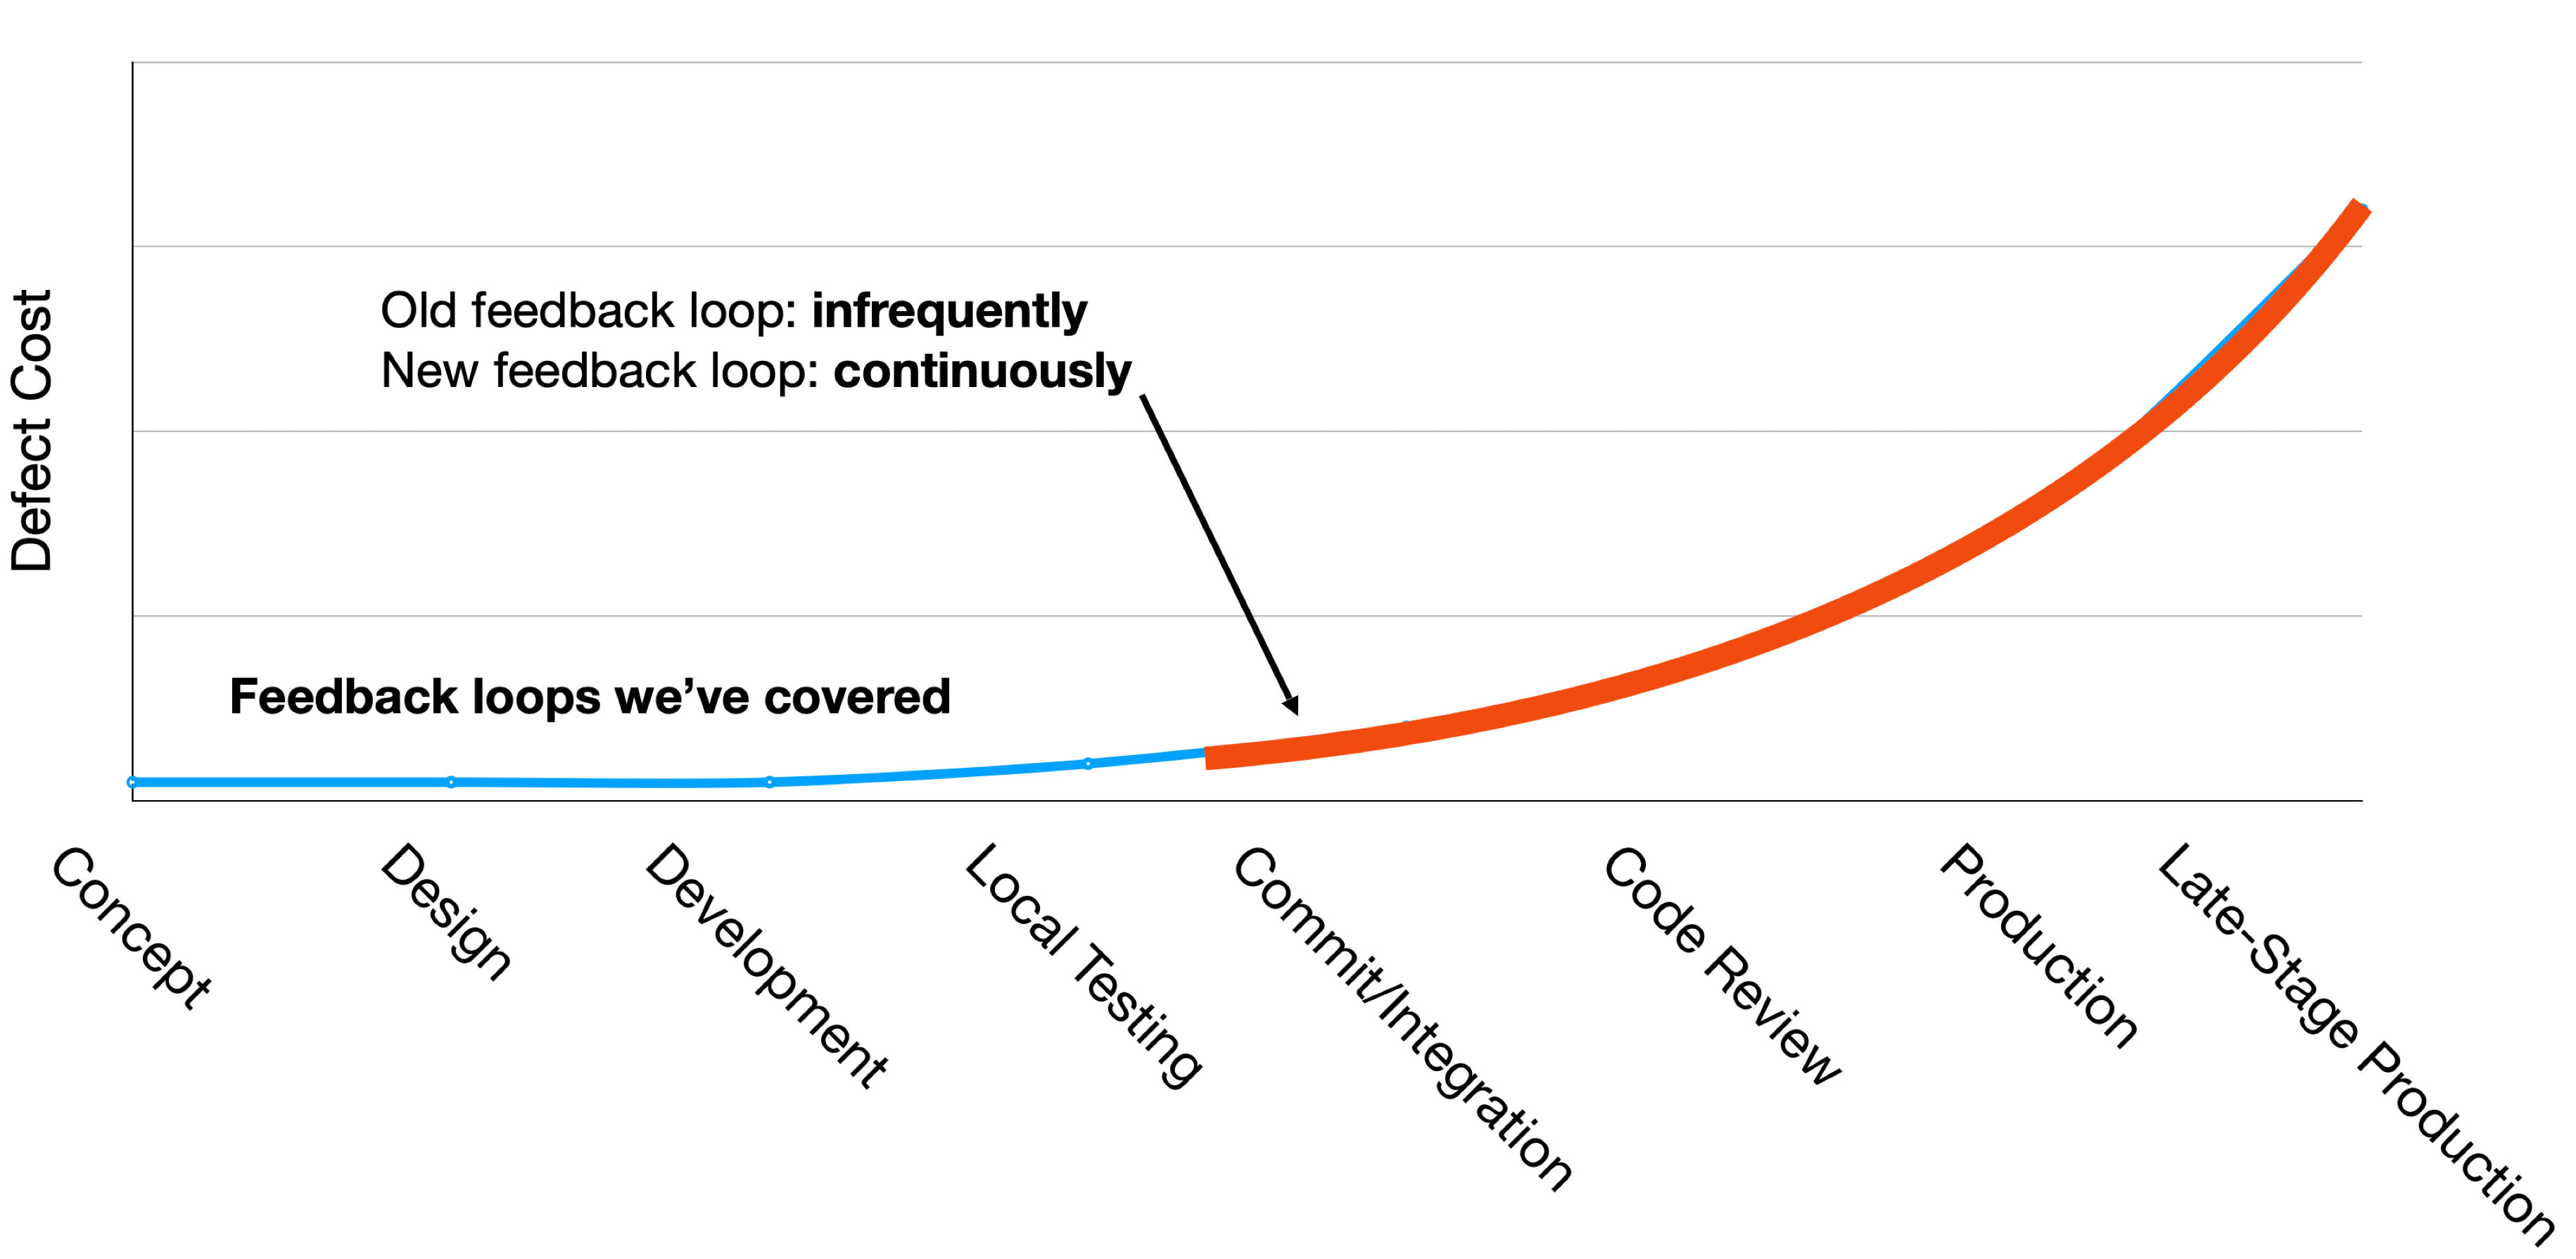 Defect Cost
Old feedback loop: infrequently
New feedback loop: continuously
Feedback loops we’ve covered
Concept
Design
Development
Local Testing
Commit/Integration
Code Review
Production
Late-Stage Production